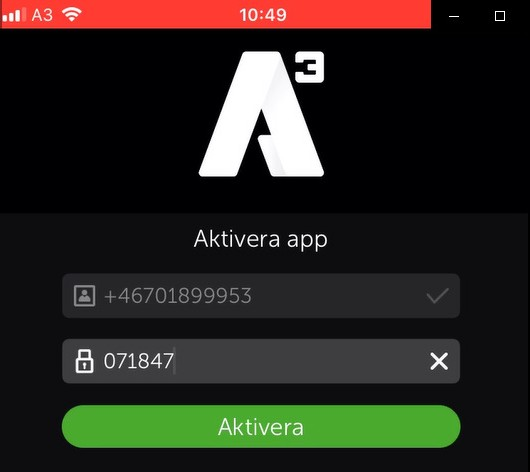 A3 10:49
A3
Aktivera app
+46701899953
071847
Aktivera